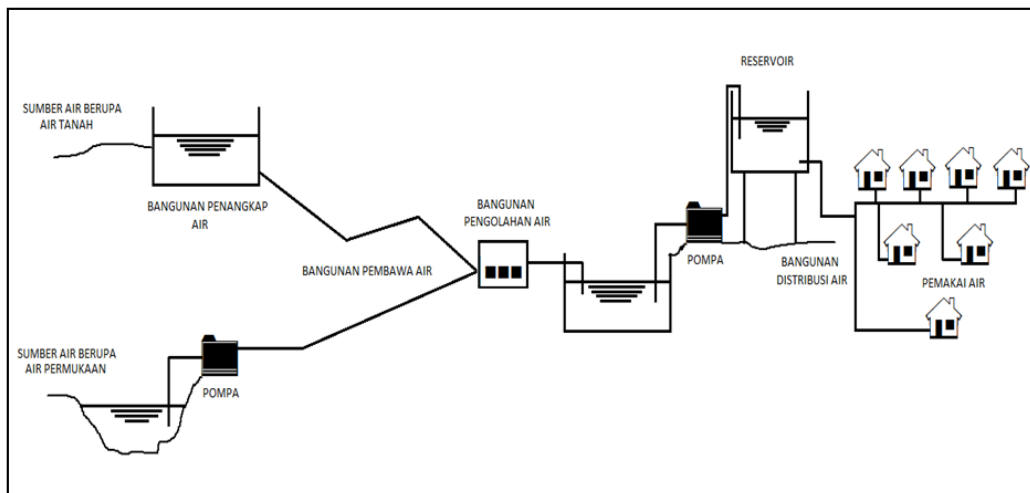 RESERVOIR
SUMBER AIR BERUPA
AIR TANAH
BANGUNAN PENANGKAP
AIR
BANGUNAN
PENGOLAHAN AIR
POMPA
BANGUNAN
DISTRIBUSI AIR
PEMAKAI AIR
BANGUNAN PEMBAWA AIR
SUMBER AIR BERUPA
AIR PERMUKAAN
POMPA